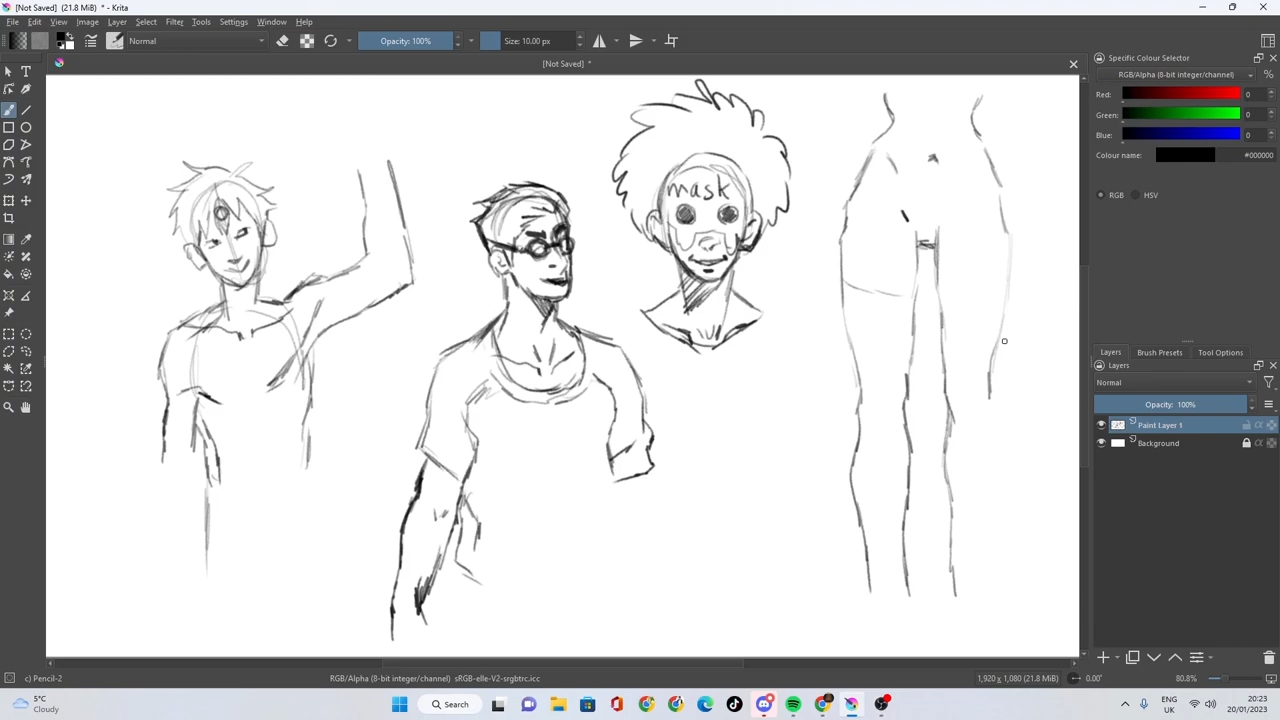 [Not Saved] (21.8 MiB) * - Krita
File Edit View Image Layer Select Filter Tools Settings Window Help
Normal
Opacity: 100%
Size: 10.00 px
[Not Saved] *
Specific Colour Selector
RGB/Alpha (8-bit integer/channel)
%
Red: 0
Green: 0
Blue: 0
Colour name: #000000
RGB HSV
mask
Layers Brush Presets Tool Options
Layers
Normal
Opacity: 100%
Paint Layer 1
Background
c) Pencil-2
RGB/Alpha (8-bit integer/channel) sRGB-elle-V2-srgbtrc.icc
1,920 x 1,080 (21.8 MiB)
0.00°
80.8%
5°C
Cloudy
Search
ENG
UK
20:23
20/01/2023